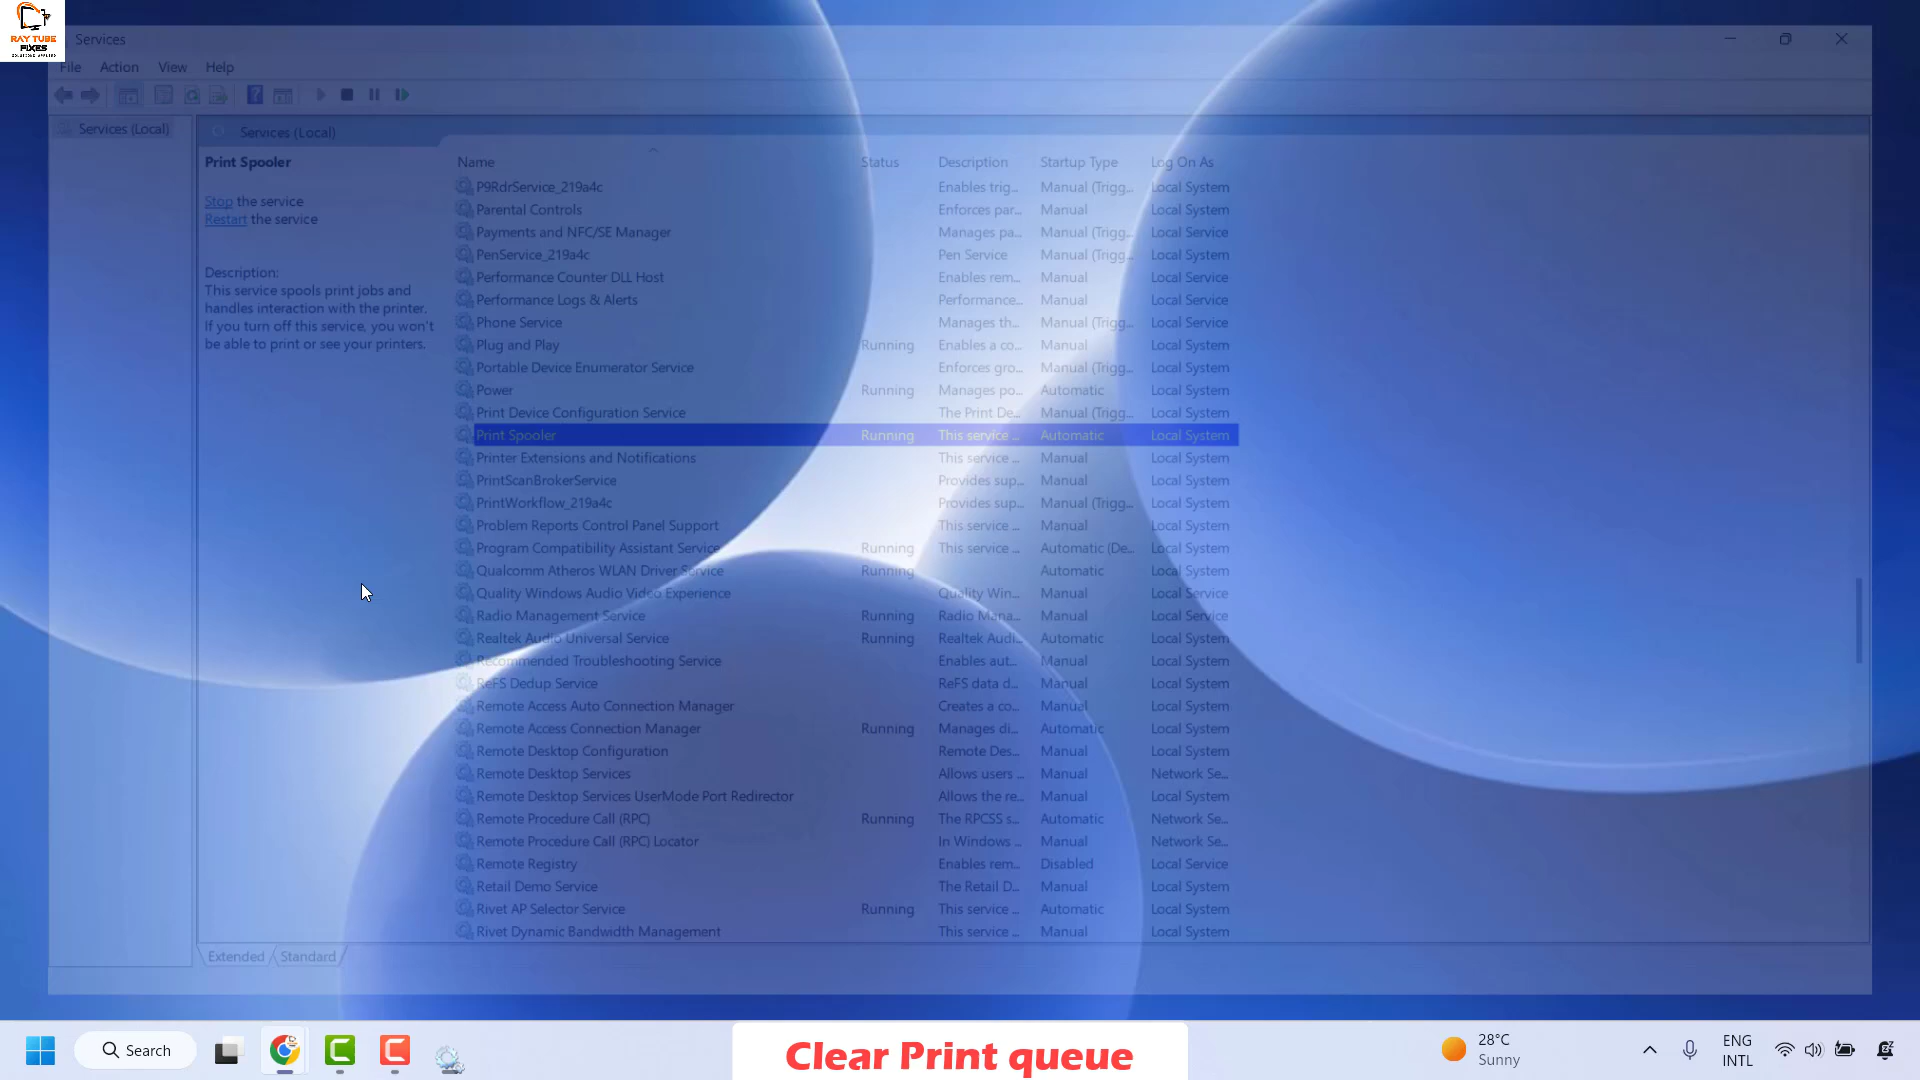 RAY TUBE
FIXES
Services
File Action View Help
Services (Local)
Services (Local)
Print Spooler
Stop the service
Restart the service
Description:
This service spools print jobs and
handles interaction with the printer.
If you turn off this service, you won't
be able to print or see your printers.
Name Status Description Startup Type Log On As
P9RdrService_219a4c Enables trig... Manual (Trigg... Local System
Parental Controls Enforces par... Manual Local System
Payments and NFC/SE Manager Manages pa... Manual (Trigg... Local Service
PenService_219a4c Pen Service Manual (Trigg... Local System
Performance Counter DLL Host Enables rem... Manual Local Service
Performance Logs & Alerts Performance... Manual Local Service
Phone Service Manages th... Manual (Trigg... Local Service
Plug and Play Running Enables a co... Manual Local System
Portable Device Enumerator Service Enforces gro... Manual (Trigg... Local System
Power Running Manages po... Automatic Local System
Print Device Configuration Service The Print De... Manual (Trigg... Local System
Print Spooler Running This service ... Automatic Local System
Printer Extensions and Notifications This service ... Manual Local System
PrintScanBrokerService Provides sup... Manual Local System
PrintWorkflow_219a4c Provides sup... Manual (Trigg... Local System
Problem Reports Control Panel Support This service ... Manual Local System
Program Compatibility Assistant Service Running This service ... Automatic (De... Local System
Qualcomm Atheros WLAN Driver Service Running Automatic Local System
Quality Windows Audio Video Experience Quality Win... Manual Local Service
Radio Management Service Running Radio Mana... Manual Local Service
Realtek Audio Universal Service Running Realtek Audi... Automatic Local System
Recommended Troubleshooting Service Enables aut... Manual Local System
ReFS Dedup Service ReFS data d... Manual Local System
Remote Access Auto Connection Manager Creates a co... Manual Local System
Remote Access Connection Manager Running Manages di... Automatic Local System
Remote Desktop Configuration Remote Des... Manual Local System
Remote Desktop Services Allows users ... Manual Network Se...
Remote Desktop Services UserMode Port Redirector Allows the re... Manual Local System
Remote Procedure Call (RPC) Running The RPCSS s... Automatic Network Se...
Remote Procedure Call (RPC) Locator In Windows ... Manual Network Se...
Remote Registry Enables rem... Disabled Local Service
Retail Demo Service The Retail D... Manual Local System
Rivet AP Selector Service Running This service ... Automatic Local System
Rivet Dynamic Bandwidth Management This service ... Manual Local System
Extended Standard
Search
Clear Print queue
28°C
Sunny
ENG
INTL